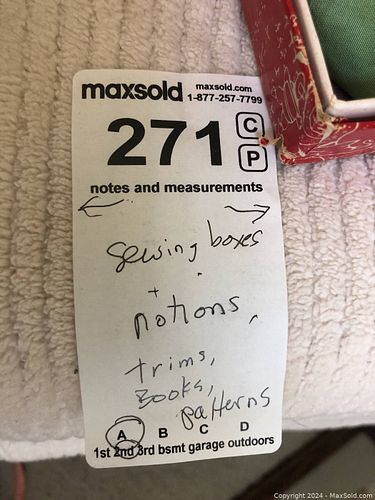 maxsold maxsold.com
1-877-257-7799
271 C
P
notes and measurements
sewing boxes
+
notions,
trims,
Books,
patterns
A B C D
1st 2nd 3rd bsmt garage outdoors
Copyright 2024 - MaxSold.com